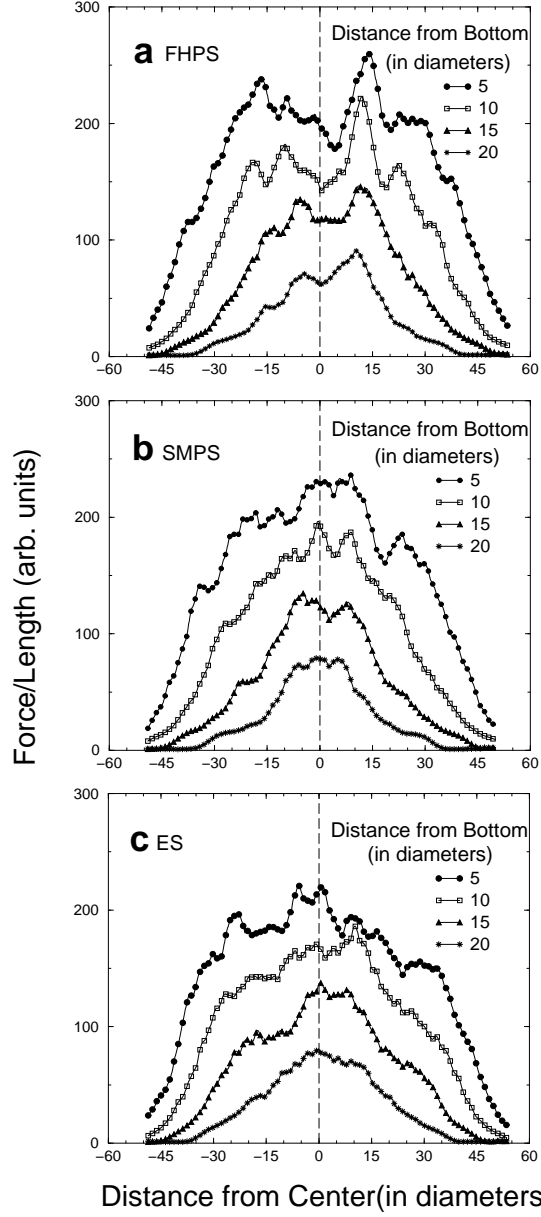 300
200
100
0
a FHPS
Distance from Bottom
(in diameters)
5
10
15
20
−60 −45 −30 −15 0 15 30 45 60
300
200
100
0
b SMPS
Distance from Bottom
(in diameters)
5
10
15
20
−60 −45 −30 −15 0 15 30 45 60
Force/Length (arb. units)
300
200
100
0
c ES
Distance from Bottom
(in diameters)
5
10
15
20
−60 −45 −30 −15 0 15 30 45 60
Distance from Center(in diameters